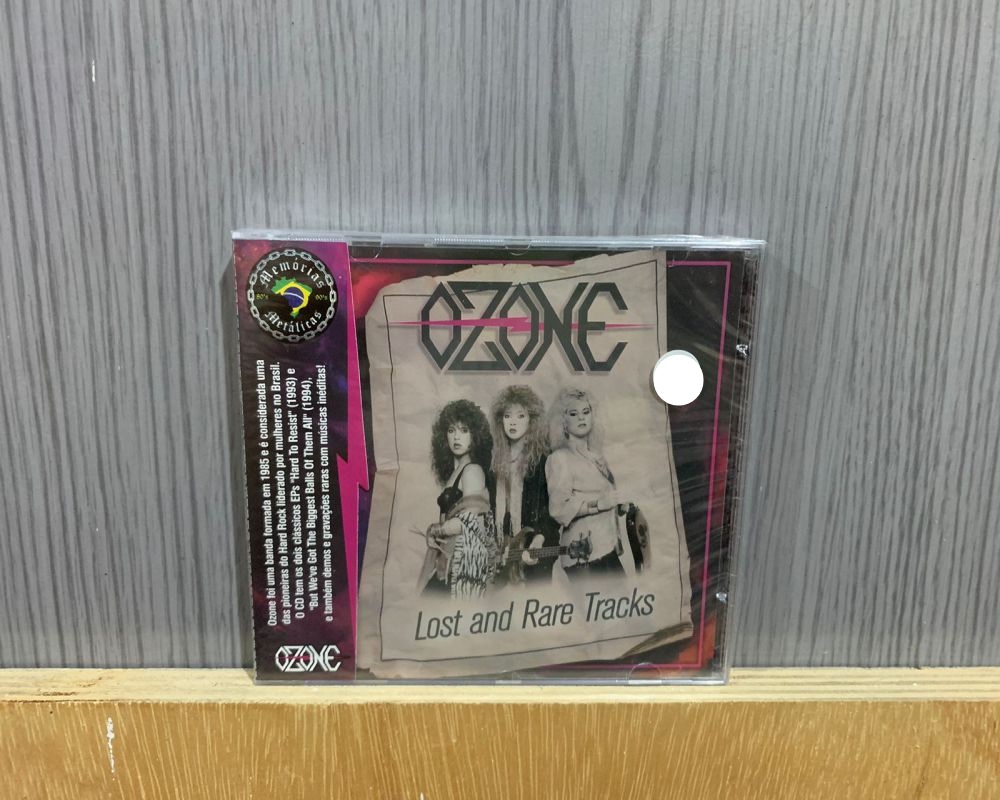 Memórias
80's 00's
Metálicas
Ozone foi uma banda formada em 1985 e é considerada uma
das pioneiras do Hard Rock liderado por mulheres no Brasil.
O CD tem os dois clássicos EPs "Hard To Resist" (1993) e
"But We've Got The Biggest Balls Of Them All" (1994),
e também demos e gravações raras com músicas inéditas!
OZONE
OZONE
Lost and Rare Tracks